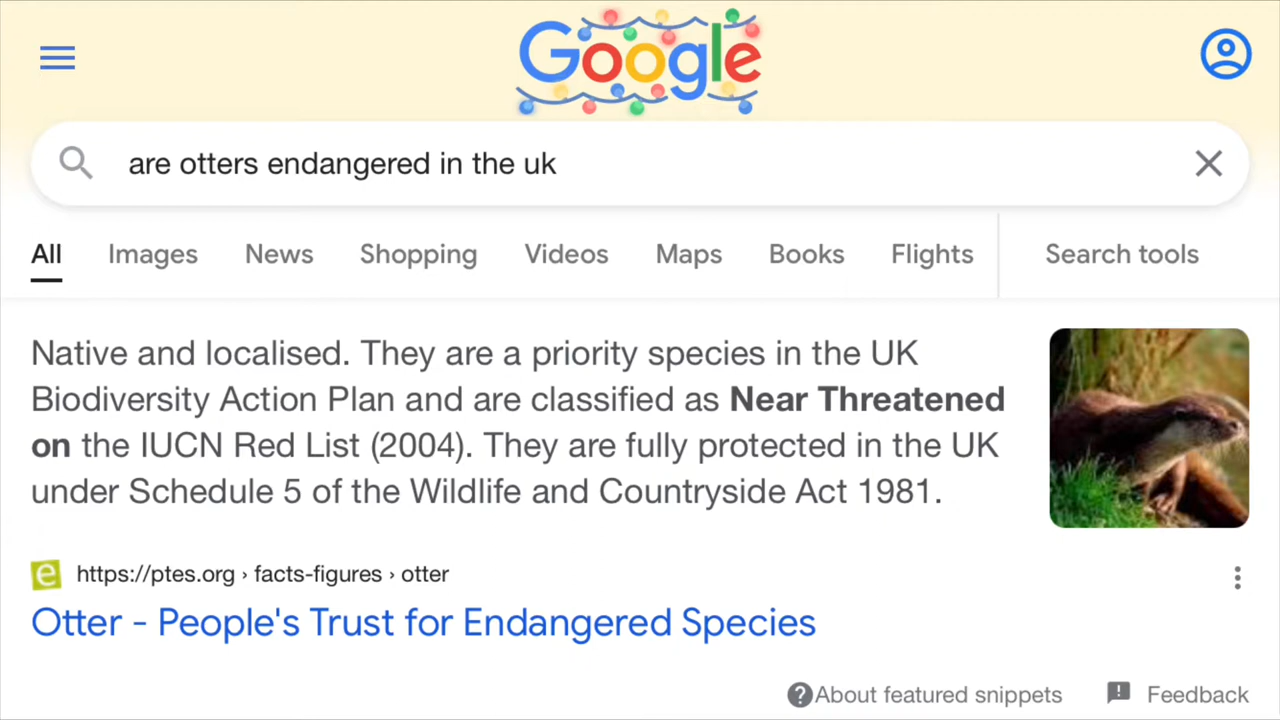 Google
are otters endangered in the uk
All Images News Shopping Videos Maps Books Flights Search tools
Native and localised. They are a priority species in the UK
Biodiversity Action Plan and are classified as Near Threatened
on the IUCN Red List (2004). They are fully protected in the UK
under Schedule 5 of the Wildlife and Countryside Act 1981.
e https://ptes.org › facts-figures › otter
Otter - People's Trust for Endangered Species
?About featured snippets ! Feedback